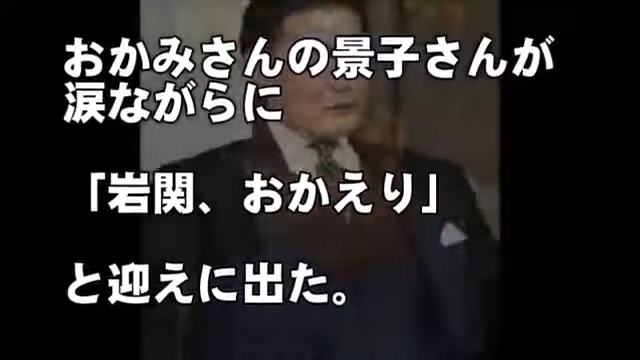 おかみさんの景子さんが
涙ながらに
「岩関、おかえり」
と迎えに出た。